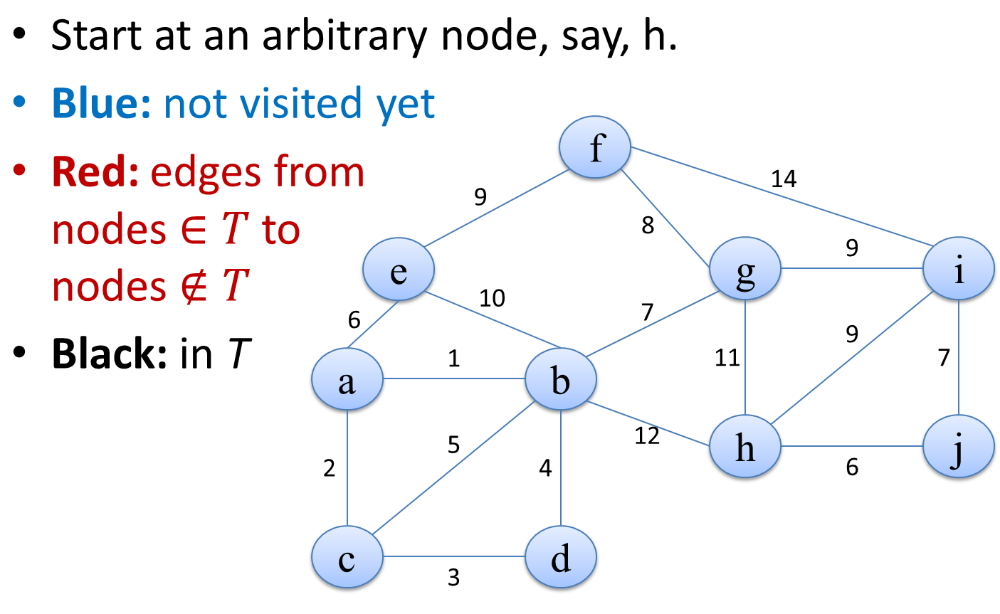 • Start at an arbitrary node, say, h.
• Blue: not visited yet
• Red: edges from
nodes ∈ T to
nodes ∉ T
• Black: in T
f
14
9
8
9
e
g
i
10
6
7
9
1
11
7
a
b
12
5
h
j
2
4
6
c
d
3